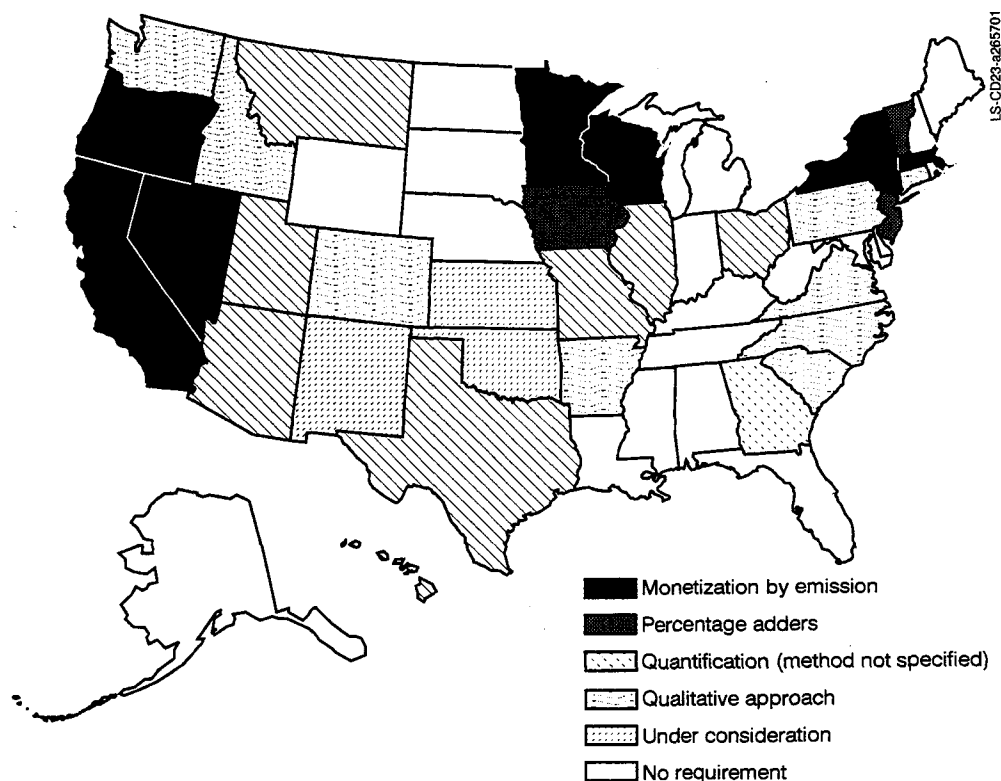 LS-CD23-a265701
Monetization by emission
Percentage adders
Quantification (method not specified)
Qualitative approach
Under consideration
No requirement